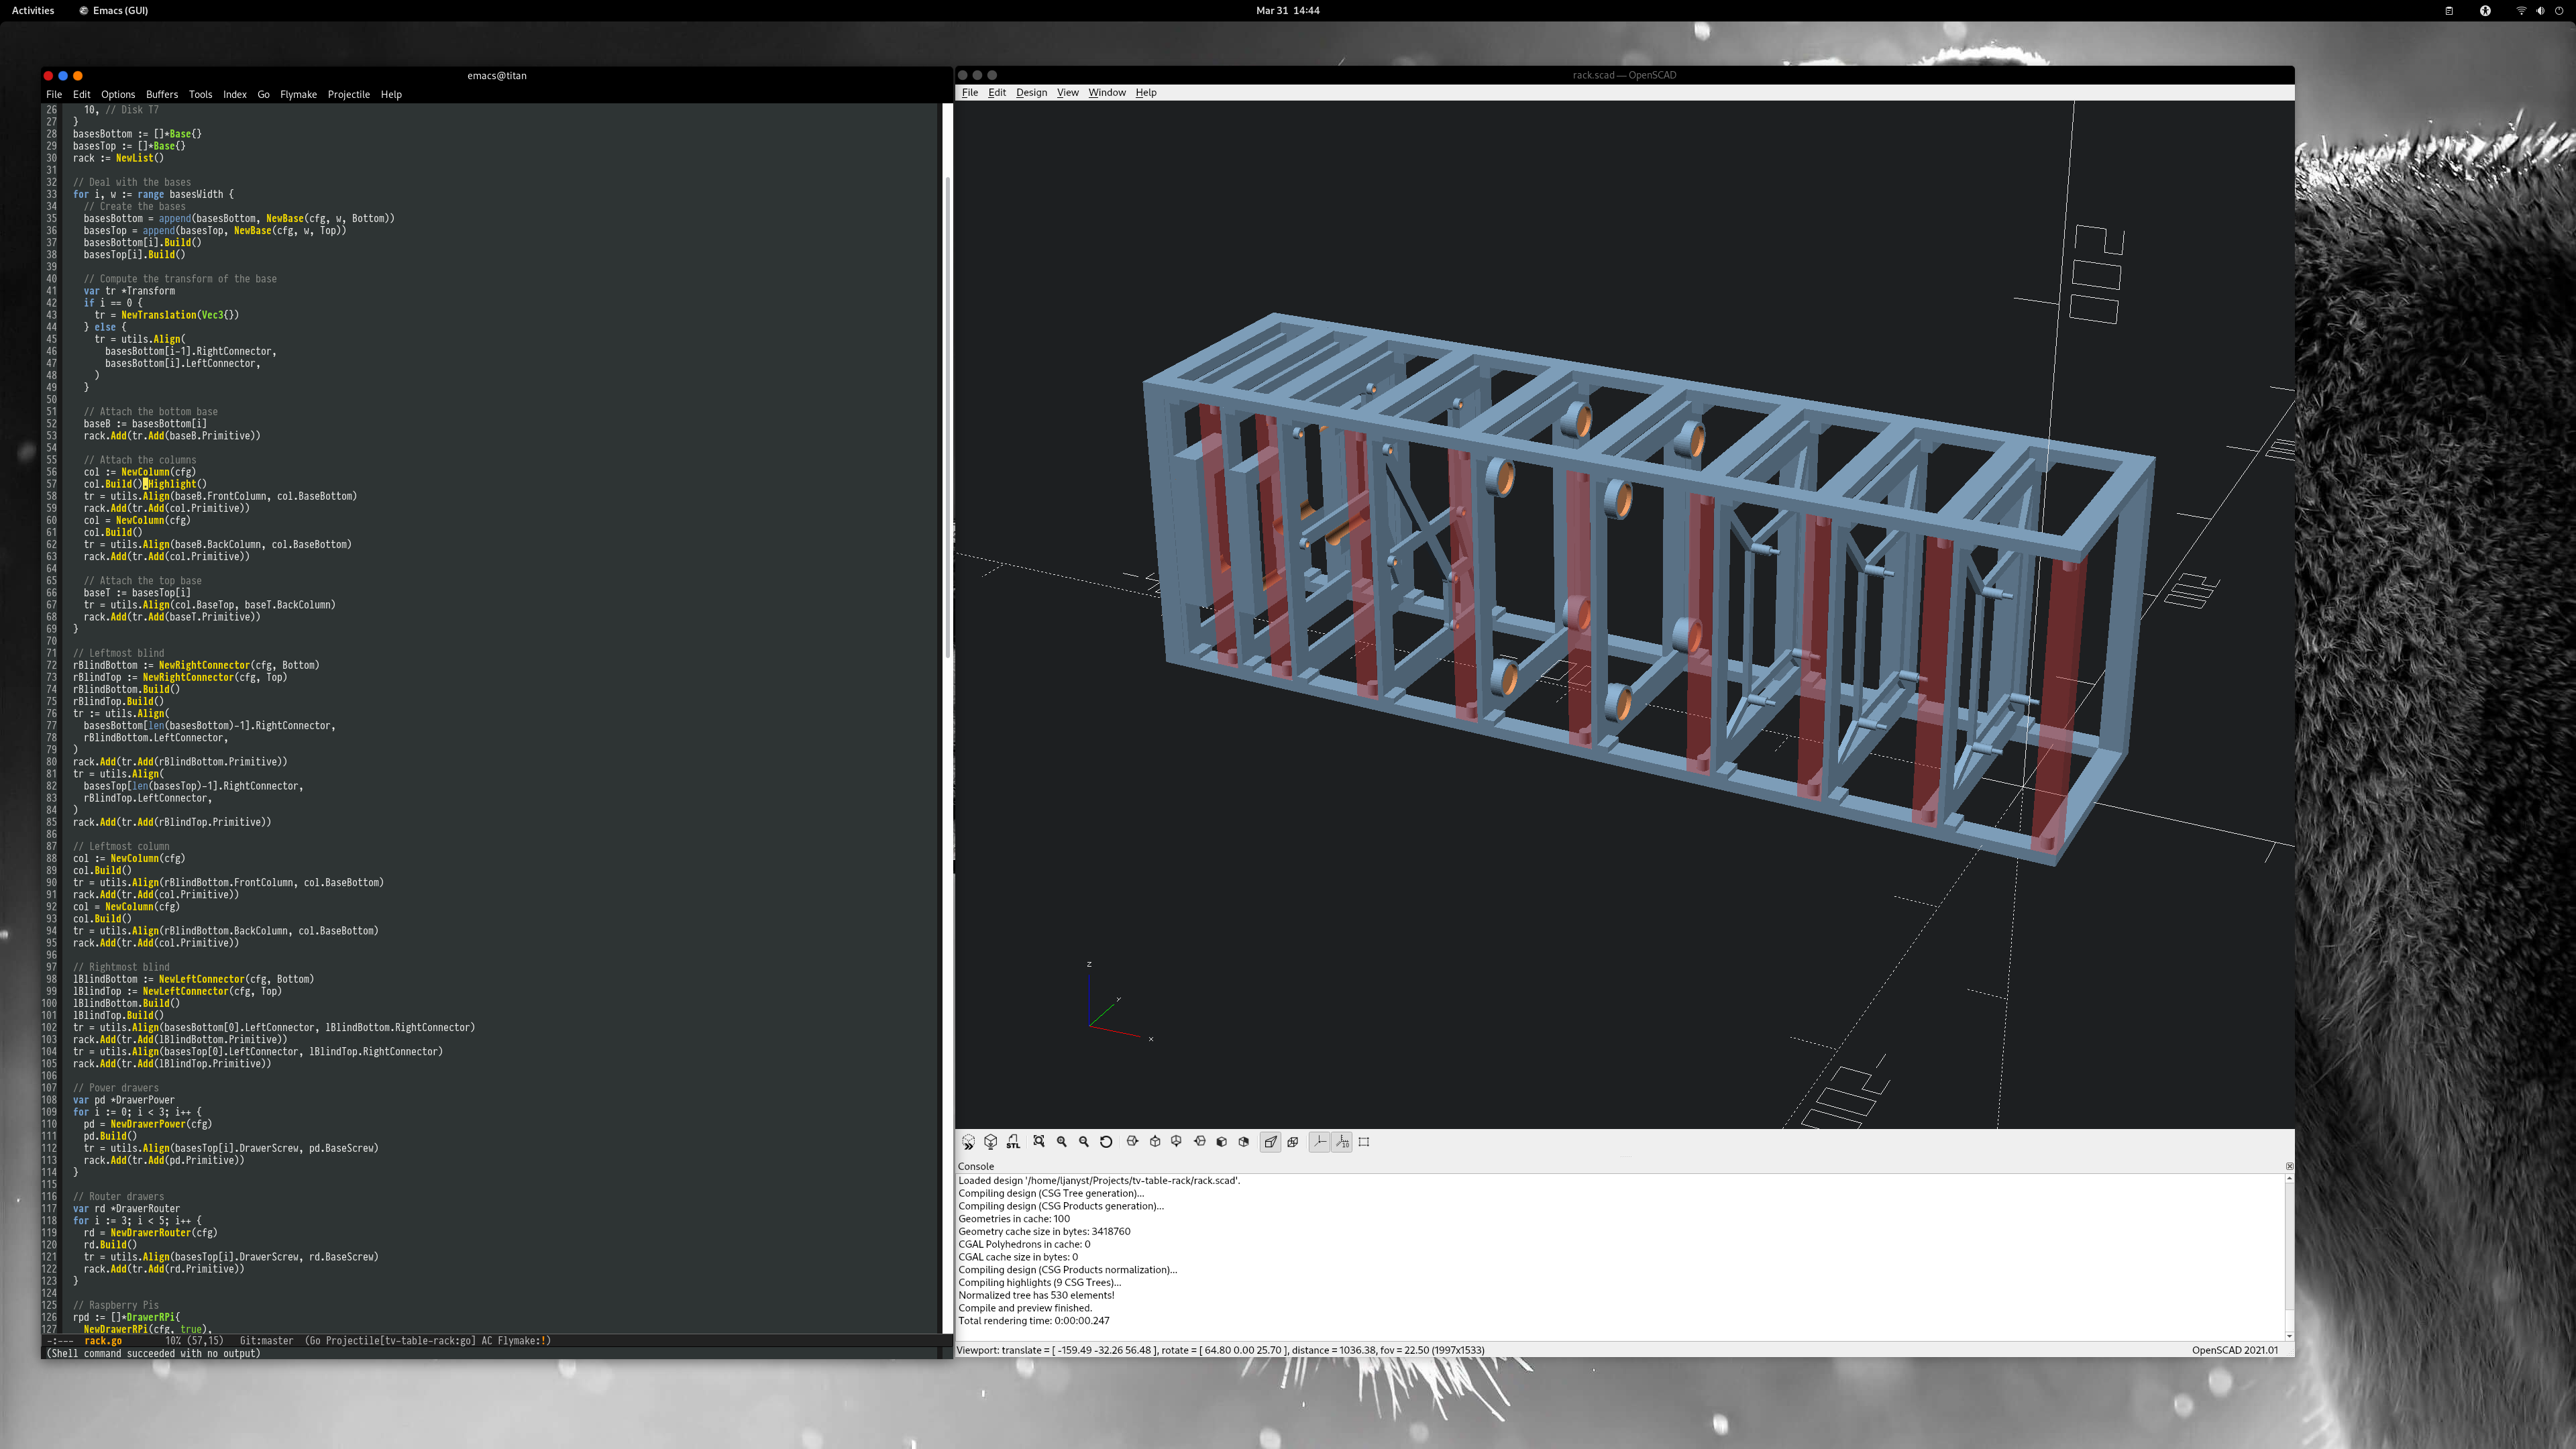 Activities
Emacs (GUI)
Mar 31 14:44
emacs@titan
File Edit Options Buffers Tools Index Go Flymake Projectile Help
26     10, // Disk T7
27   }
28   basesBottom := []*Base{}
29   basesTop := []*Base{}
30   rack := NewList()
31
32   // Deal with the bases
33   for i, w := range basesWidth {
34     // Create the bases
35     basesBottom = append(basesBottom, NewBase(cfg, w, Bottom))
36     basesTop = append(basesTop, NewBase(cfg, w, Top))
37     basesBottom[i].Build()
38     basesTop[i].Build()
39
40     // Compute the transform of the base
41     var tr *Transform
42     if i == 0 {
43       tr = NewTranslation(Vec3{})
44     } else {
45       tr = utils.Align(
46         basesBottom[i-1].RightConnector,
47         basesBottom[i].LeftConnector,
48       )
49     }
50
51     // Attach the bottom base
52     baseB := basesBottom[i]
53     rack.Add(tr.Add(baseB.Primitive))
54
55     // Attach the columns
56     col := NewColumn(cfg)
57     col.Build().Highlight()
58     tr = utils.Align(baseB.FrontColumn, col.BaseBottom)
59     rack.Add(tr.Add(col.Primitive))
60     col = NewColumn(cfg)
61     col.Build()
62     tr = utils.Align(baseB.BackColumn, col.BaseBottom)
63     rack.Add(tr.Add(col.Primitive))
64
65     // Attach the top base
66     baseT := basesTop[i]
67     tr = utils.Align(col.BaseTop, baseT.BackColumn)
68     rack.Add(tr.Add(baseT.Primitive))
69   }
70
71   // Leftmost blind
72   rBlindBottom := NewRightConnector(cfg, Bottom)
73   rBlindTop := NewRightConnector(cfg, Top)
74   rBlindBottom.Build()
75   rBlindTop.Build()
76   tr := utils.Align(
77     basesBottom[len(basesBottom)-1].RightConnector,
78     rBlindBottom.LeftConnector,
79   )
80   rack.Add(tr.Add(rBlindBottom.Primitive))
81   tr = utils.Align(
82     basesTop[len(basesTop)-1].RightConnector,
83     rBlindTop.LeftConnector,
84   )
85   rack.Add(tr.Add(rBlindTop.Primitive))
86
87   // Leftmost column
88   col := NewColumn(cfg)
89   col.Build()
90   tr = utils.Align(rBlindBottom.FrontColumn, col.BaseBottom)
91   rack.Add(tr.Add(col.Primitive))
92   col = NewColumn(cfg)
93   col.Build()
94   tr = utils.Align(rBlindBottom.BackColumn, col.BaseBottom)
95   rack.Add(tr.Add(col.Primitive))
96
97   // Rightmost blind
98   lBlindBottom := NewLeftConnector(cfg, Bottom)
99   lBlindTop := NewLeftConnector(cfg, Top)
100   lBlindBottom.Build()
101   lBlindTop.Build()
102   tr = utils.Align(basesBottom[0].LeftConnector, lBlindBottom.RightConnector)
103   rack.Add(tr.Add(lBlindBottom.Primitive))
104   tr = utils.Align(basesTop[0].LeftConnector, lBlindTop.RightConnector)
105   rack.Add(tr.Add(lBlindTop.Primitive))
106
107   // Power drawers
108   var pd *DrawerPower
109   for i := 0; i < 3; i++ {
110     pd = NewDrawerPower(cfg)
111     pd.Build()
112     tr = utils.Align(basesTop[i].DrawerScrew, pd.BaseScrew)
113     rack.Add(tr.Add(pd.Primitive))
114   }
115
116   // Router drawers
117   var rd *DrawerRouter
118   for i := 3; i < 5; i++ {
119     rd = NewDrawerRouter(cfg)
120     rd.Build()
121     tr = utils.Align(basesTop[i].DrawerScrew, rd.BaseScrew)
122     rack.Add(tr.Add(rd.Primitive))
123   }
124
125   // Raspberry Pis
126   rpd := []*DrawerRPi{
127     NewDrawerRPi(cfg, true),
-:--- rack.go 10% (57,15) Git:master (Go Projectile[tv-table-rack:go] AC Flymake:!)
(Shell command succeeded with no output)
rack.scad — OpenSCAD
File Edit Design View Window Help
200
z
y
x
STL
10
Console
Loaded design '/home/ljanyst/Projects/tv-table-rack/rack.scad'.
Compiling design (CSG Tree generation)...
Compiling design (CSG Products generation)...
Geometries in cache: 100
Geometry cache size in bytes: 3418760
CGAL Polyhedrons in cache: 0
CGAL cache size in bytes: 0
Compiling design (CSG Products normalization)...
Compiling highlights (9 CSG Trees)...
Normalized tree has 530 elements!
Compile and preview finished.
Total rendering time: 0:00:00.247
Viewport: translate = [ -159.49 -32.26 56.48 ], rotate = [ 64.80 0.00 25.70 ], distance = 1036.38, fov = 22.50 (1997x1533)
OpenSCAD 2021.01